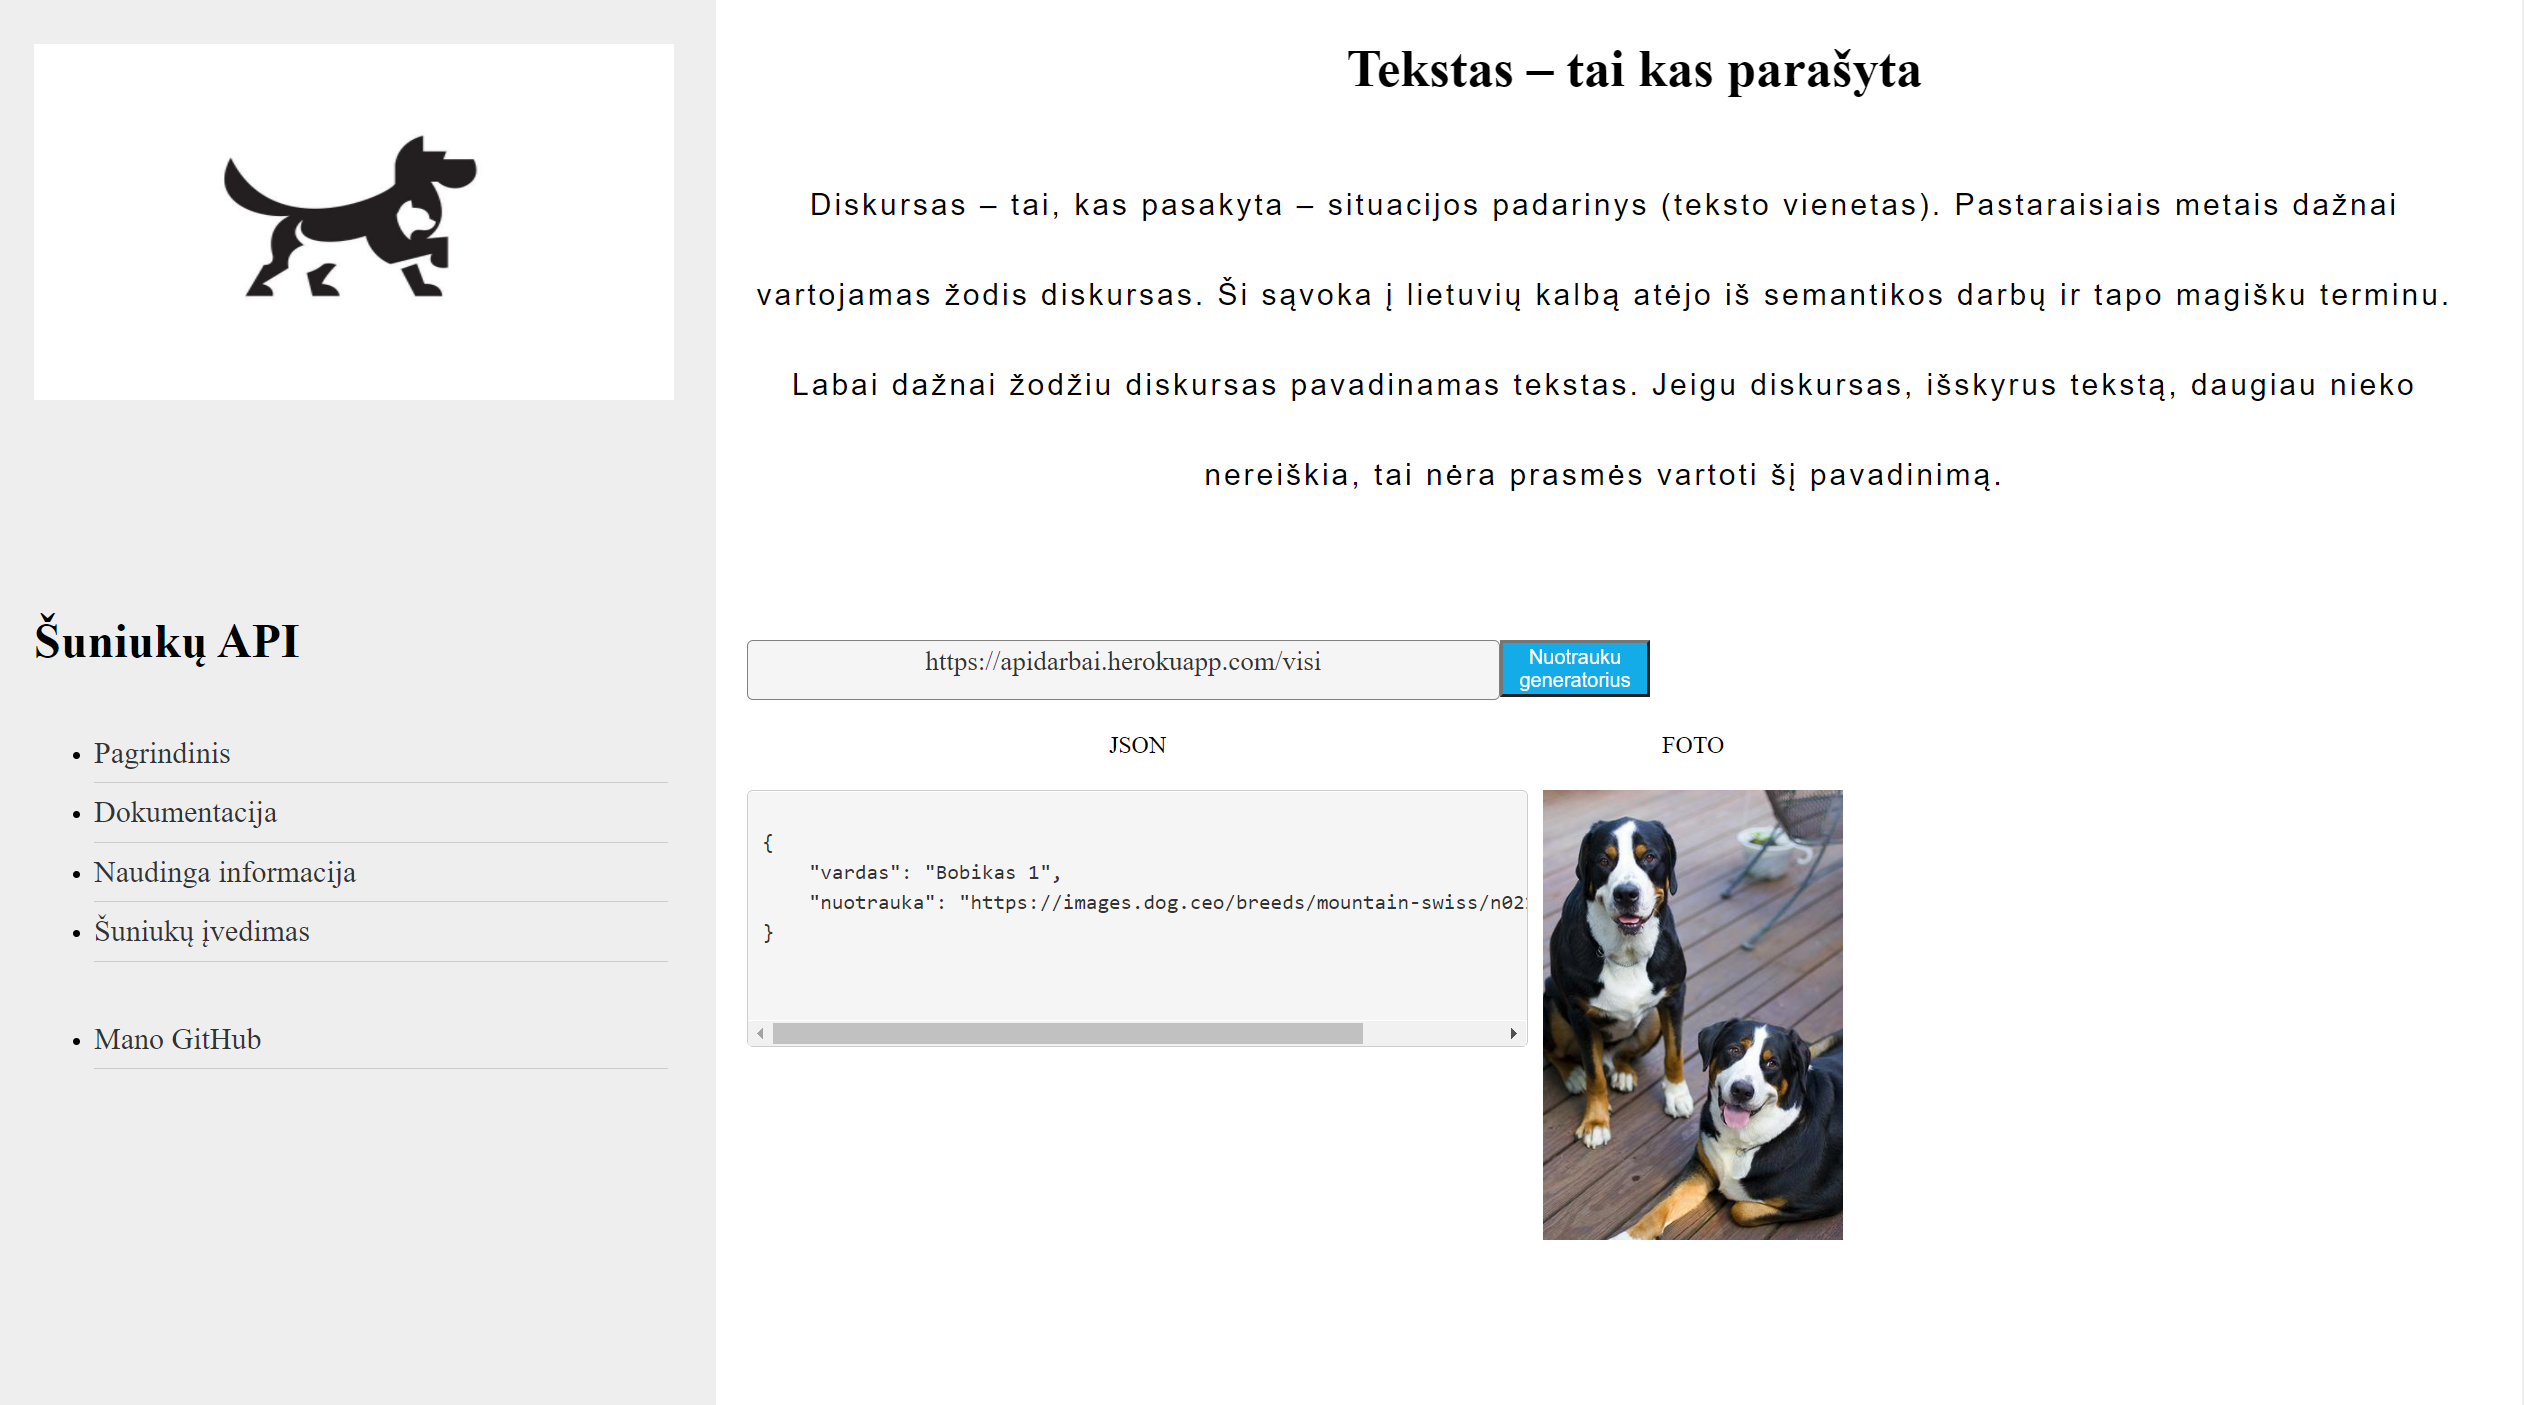 Tekstas – tai kas parašyta
Diskursas – tai, kas pasakyta – situacijos padarinys (teksto vienetas). Pastaraisiais metais dažnai
vartojamas žodis diskursas. Ši sąvoka į lietuvių kalbą atėjo iš semantikos darbų ir tapo magišku terminu.
Labai dažnai žodžiu diskursas pavadinamas tekstas. Jeigu diskursas, išskyrus tekstą, daugiau nieko
nereiškia, tai nėra prasmės vartoti šį pavadinimą.
Šuniukų API
Pagrindinis
Dokumentacija
Naudinga informacija
Šuniukų įvedimas
Mano GitHub
https://apidarbai.herokuapp.com/visi
Nuotrauku
generatorius
JSON
FOTO
{
"vardas": "Bobikas 1",
"nuotrauka": "https://images.dog.ceo/breeds/mountain-swiss/n02
}